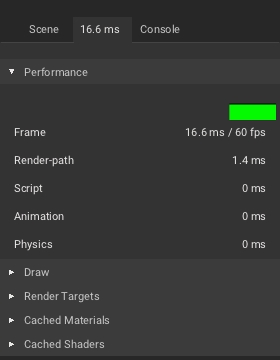 Scene 16.6 ms Console
Performance
Frame 16.6 ms / 60 fps
Render-path 1.4 ms
Script 0 ms
Animation 0 ms
Physics 0 ms
Draw
Render Targets
Cached Materials
Cached Shaders